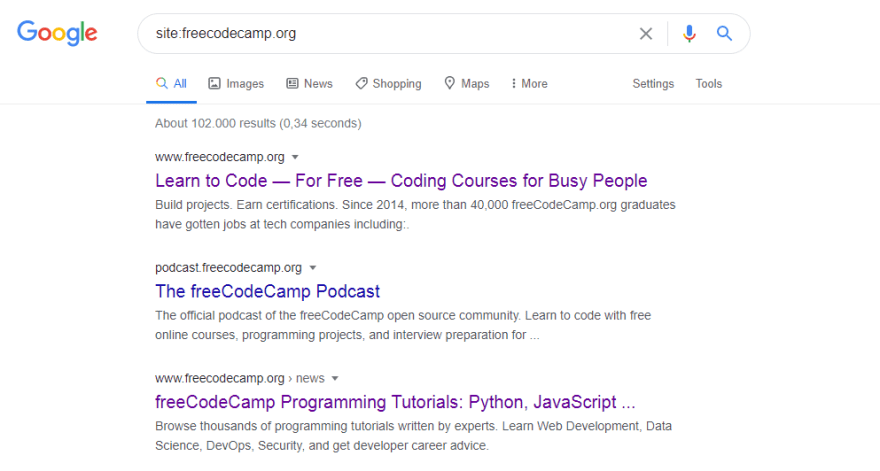 Google
site:freecodecamp.org
All Images News Shopping Maps More Settings Tools
About 102.000 results (0,34 seconds)
www.freecodecamp.org
Learn to Code — For Free — Coding Courses for Busy People
Build projects. Earn certifications. Since 2014, more than 40,000 freeCodeCamp.org graduates
have gotten jobs at tech companies including:.
podcast.freecodecamp.org
The freeCodeCamp Podcast
The official podcast of the freeCodeCamp open source community. Learn to code with free
online courses, programming projects, and interview preparation for ...
www.freecodecamp.org › news
freeCodeCamp Programming Tutorials: Python, JavaScript ...
Browse thousands of programming tutorials written by experts. Learn Web Development, Data
Science, DevOps, Security, and get developer career advice.